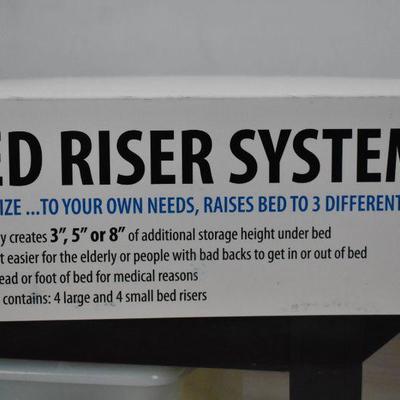 ED RISER SYSTEM
IZE ...TO YOUR OWN NEEDS, RAISES BED TO 3 DIFFERENT
y creates 3”, 5” or 8” of additional storage height under bed
t easier for the elderly or people with bad backs to get in or out of bed
ead or foot of bed for medical reasons
contains: 4 large and 4 small bed risers